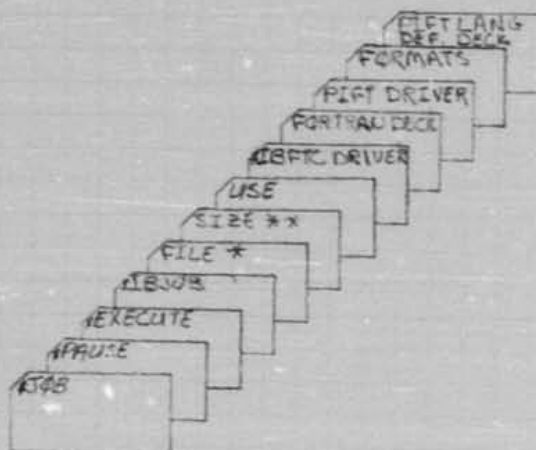 PIFT LANG
DEF. DECK
FORMATS
PIFT DRIVER
FORTRAN DECK
$IBFTC DRIVER
USE
SIZE **
FILE *
$IBJOB
$EXECUTE
$PAUSE
$JOB